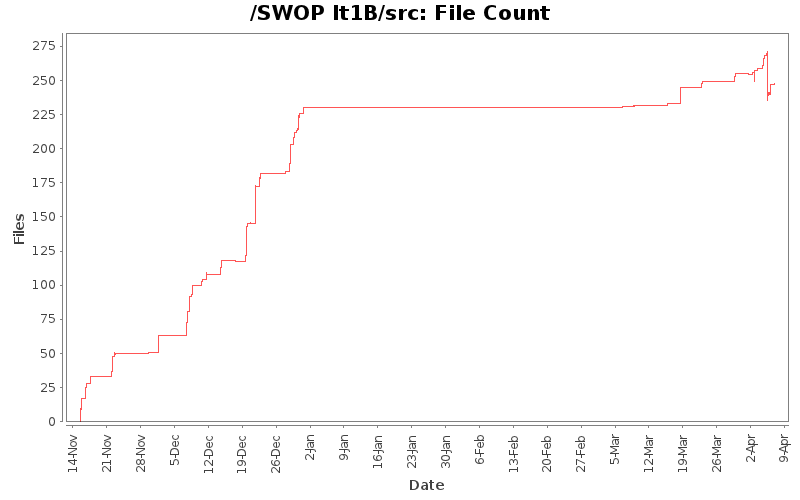 /SWOP It1B/src: File Count
275
250
225
200
175
150
125
100
75
50
25
0
Files
14-Nov
21-Nov
28-Nov
5-Dec
12-Dec
19-Dec
26-Dec
2-Jan
9-Jan
16-Jan
23-Jan
30-Jan
6-Feb
13-Feb
20-Feb
27-Feb
5-Mar
12-Mar
19-Mar
26-Mar
2-Apr
9-Apr
Date